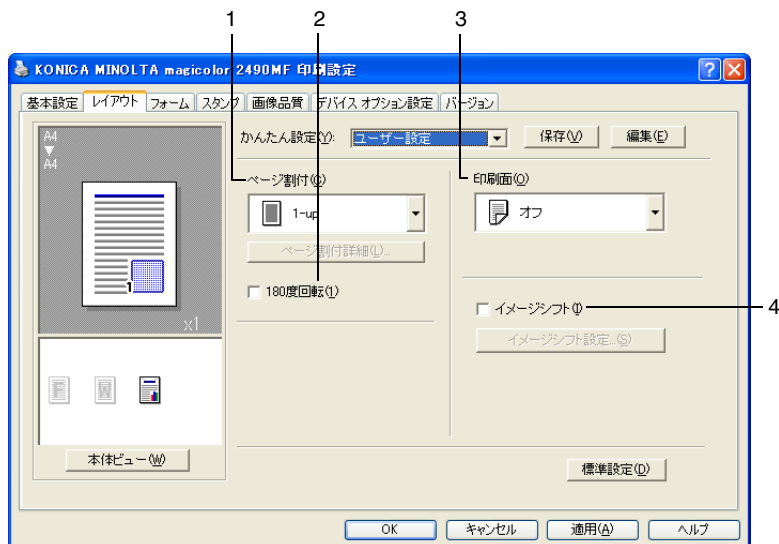 1 2 3
KONICA MINOLTA magicolor 2490MF 印刷設定
基本設定 レイアウト フォーム スタンプ 画像品質 デバイス オプション設定 バージョン
A4
A4
1
x1
かんたん設定(Y): ユーザー設定 保存(V) 編集(E)
ページ割付(G)
1-up
ページ割付詳細(L)...
180度回転(1)
印刷面(O)
オフ
イメージシフト(I)
4
イメージシフト設定...(S)
本体ビュー(W)
標準設定(D)
OK キャンセル 適用(A) ヘルプ